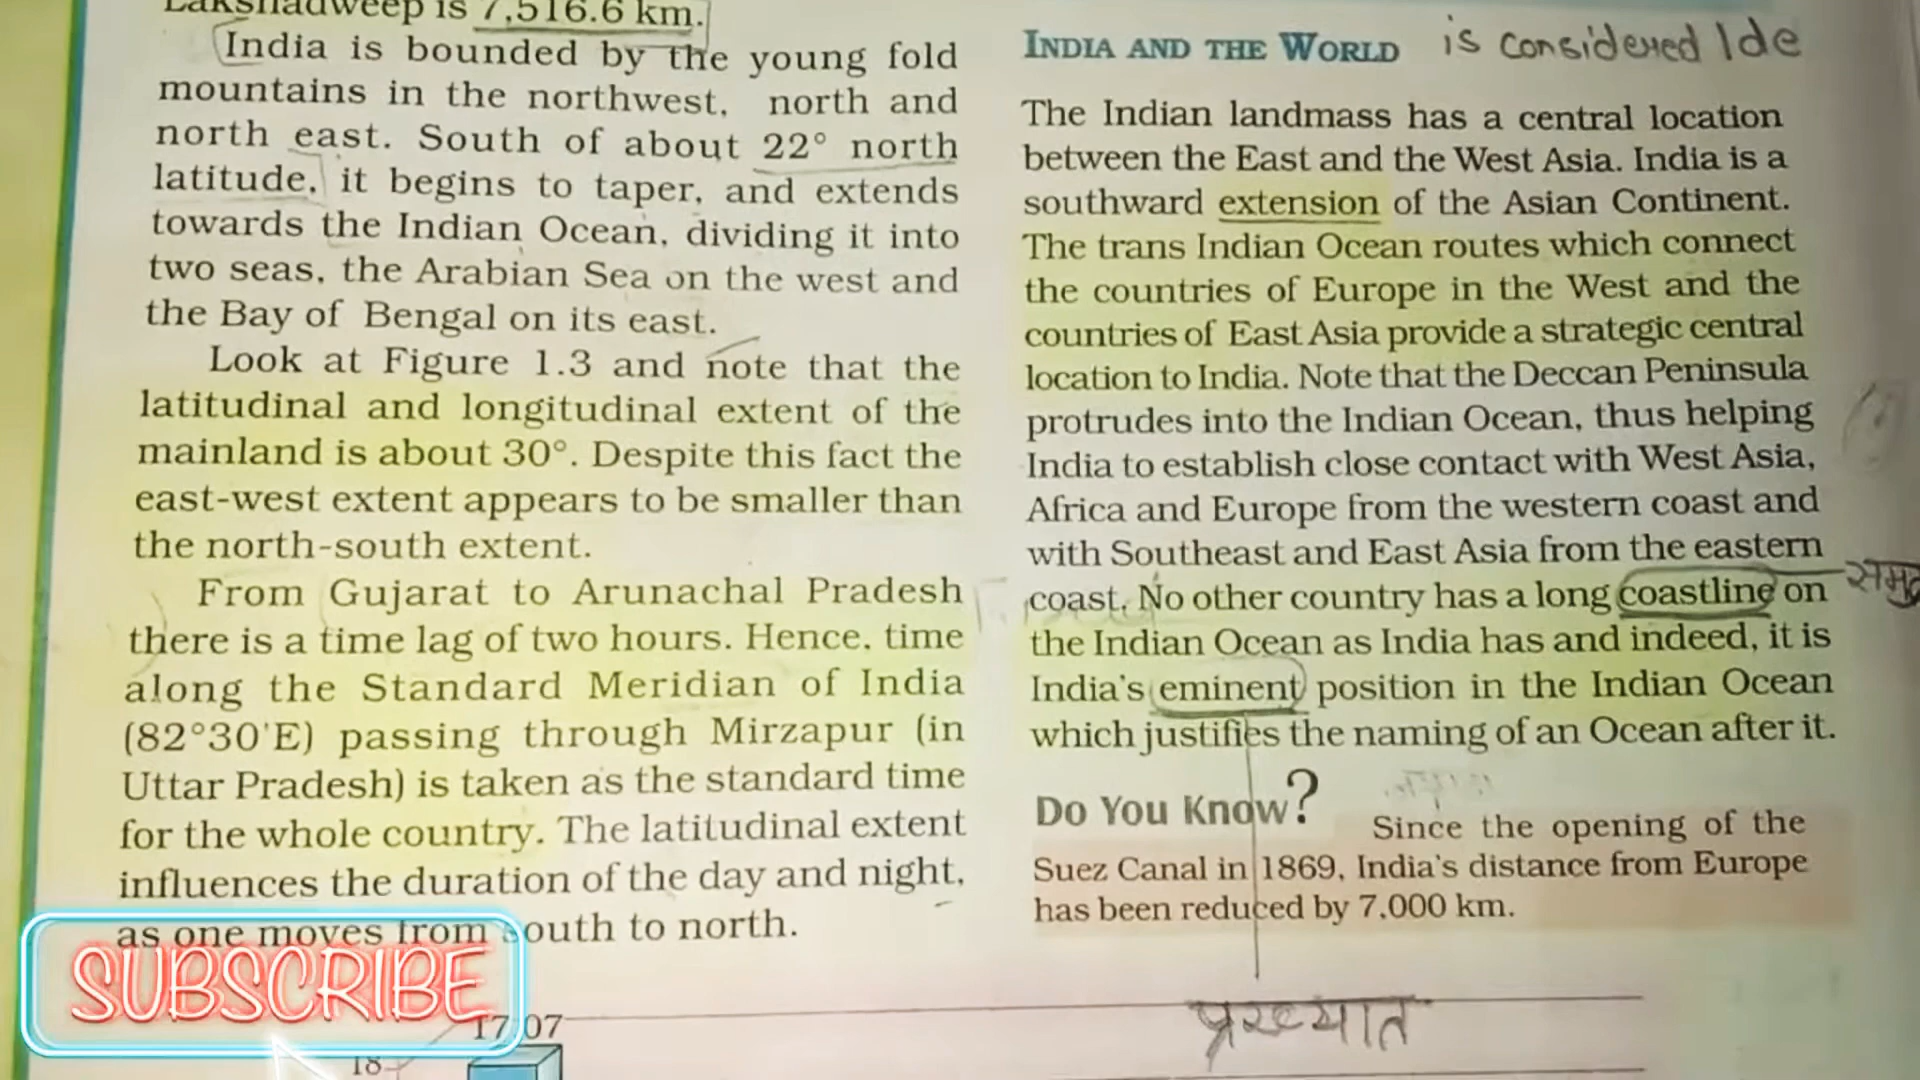 Lakshadweep is 7,516.6 km.
India is bounded by the young fold
mountains in the northwest, north and
north east. South of about 22° north
latitude, it begins to taper, and extends
towards the Indian Ocean, dividing it into
two seas, the Arabian Sea on the west and
the Bay of Bengal on its east.
Look at Figure 1.3 and note that the
latitudinal and longitudinal extent of the
mainland is about 30°. Despite this fact the
east-west extent appears to be smaller than
the north-south extent.
From Gujarat to Arunachal Pradesh
there is a time lag of two hours. Hence, time
along the Standard Meridian of India
(82°30'E) passing through Mirzapur (in
Uttar Pradesh) is taken as the standard time
for the whole country. The latitudinal extent
influences the duration of the day and night,
as one moves from south to north.
SUBSCRIBE
17.07
18
INDIA AND THE WORLD is considered Ide
The Indian landmass has a central location
between the East and the West Asia. India is a
southward extension of the Asian Continent.
The trans Indian Ocean routes which connect
the countries of Europe in the West and the
countries of East Asia provide a strategic central
location to India. Note that the Deccan Peninsula
protrudes into the Indian Ocean, thus helping
India to establish close contact with West Asia,
Africa and Europe from the western coast and
with Southeast and East Asia from the eastern
coast. No other country has a long coastline on
the Indian Ocean as India has and indeed, it is
India's eminent position in the Indian Ocean
which justifies the naming of an Ocean after it.
DO YOU KNOW? Since the opening of the
Suez Canal in 1869, India's distance from Europe
has been reduced by 7,000 km.
प्रख्यात